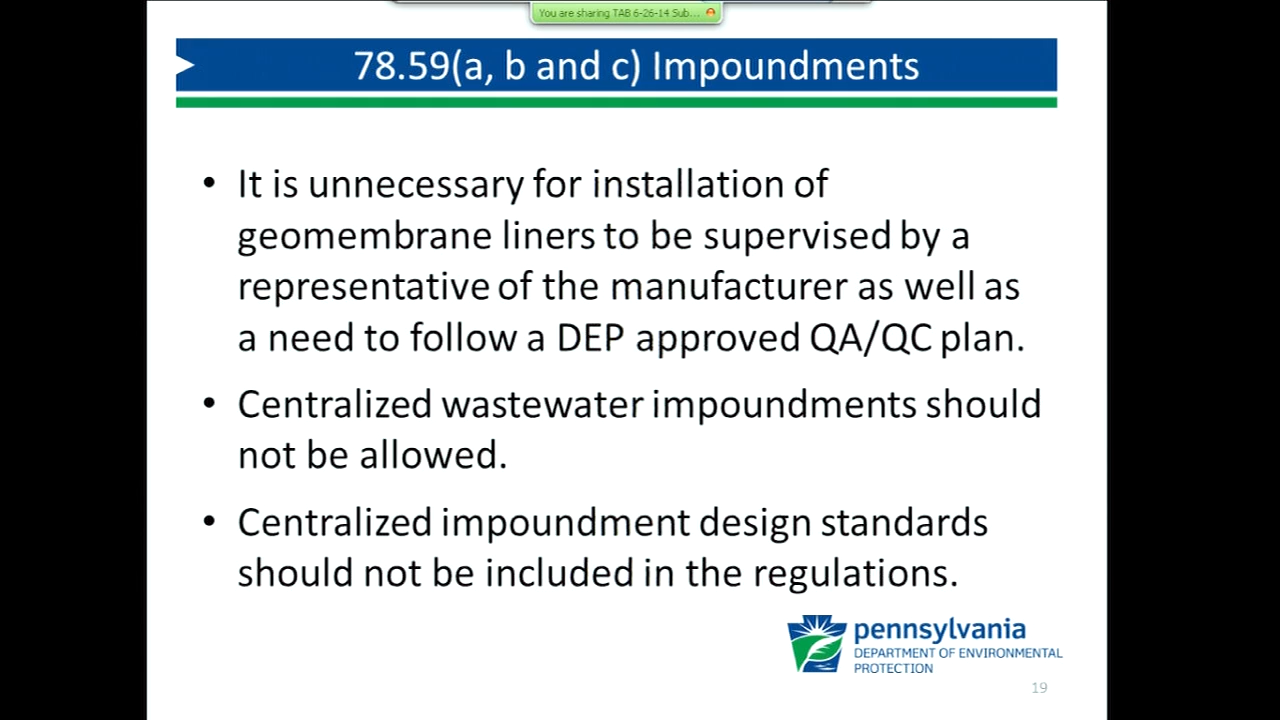 You are sharing TAB 6-26-14 Sub...
78.59(a, b and c) Impoundments
• It is unnecessary for installation of
geomembrane liners to be supervised by a
representative of the manufacturer as well as
a need to follow a DEP approved QA/QC plan.
• Centralized wastewater impoundments should
not be allowed.
• Centralized impoundment design standards
should not be included in the regulations.
pennsylvania
DEPARTMENT OF ENVIRONMENTAL
PROTECTION
19